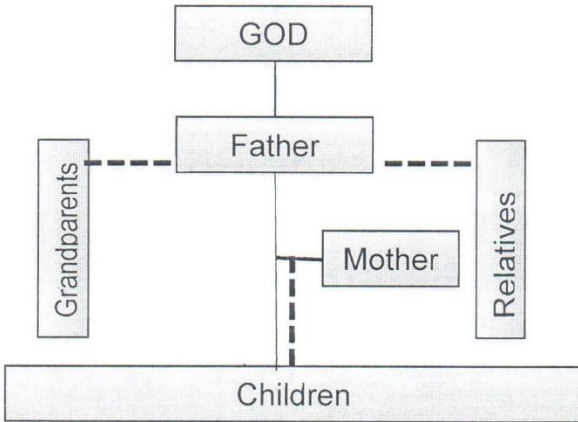 GOD
Father
Grandparents
Relatives
Mother
Children